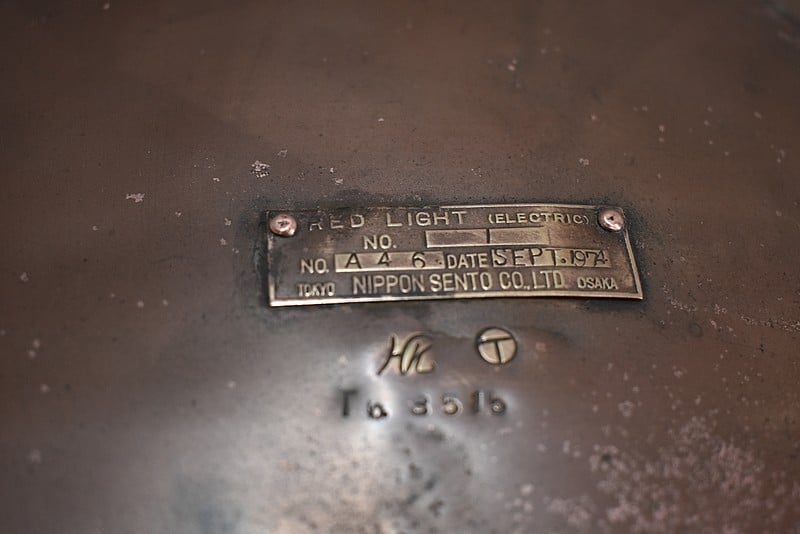 RED LIGHT (ELECTRIC)
NO.
NO. A 4 6 DATE SEPT. 1974
TOKYO NIPPON SENTO CO., LTD. OSAKA
T